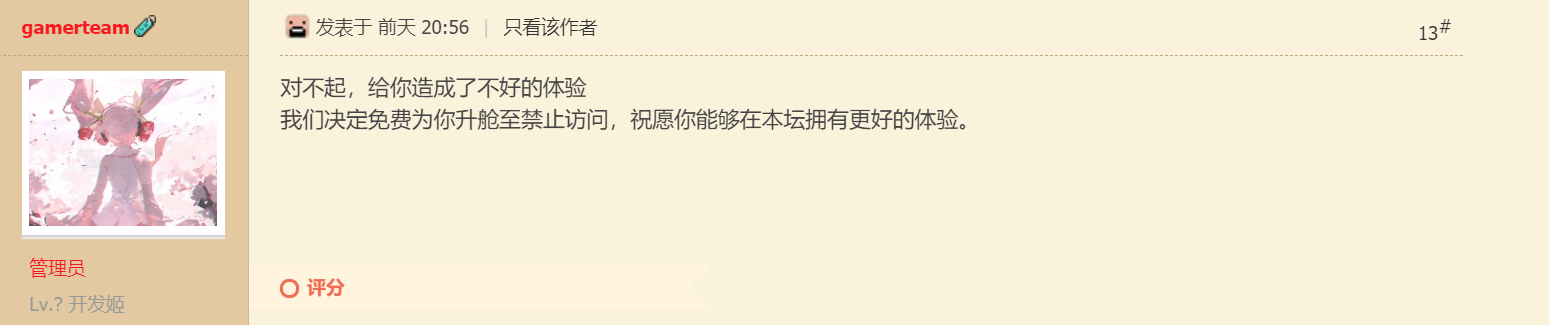 gamerteam
发表于 前天 20:56 | 只看该作者
13#
对不起，给你造成了不好的体验
我们决定免费为你升舱至禁止访问，祝愿你能够在本坛拥有更好的体验。
评分
管理员
Lv.? 开发姬